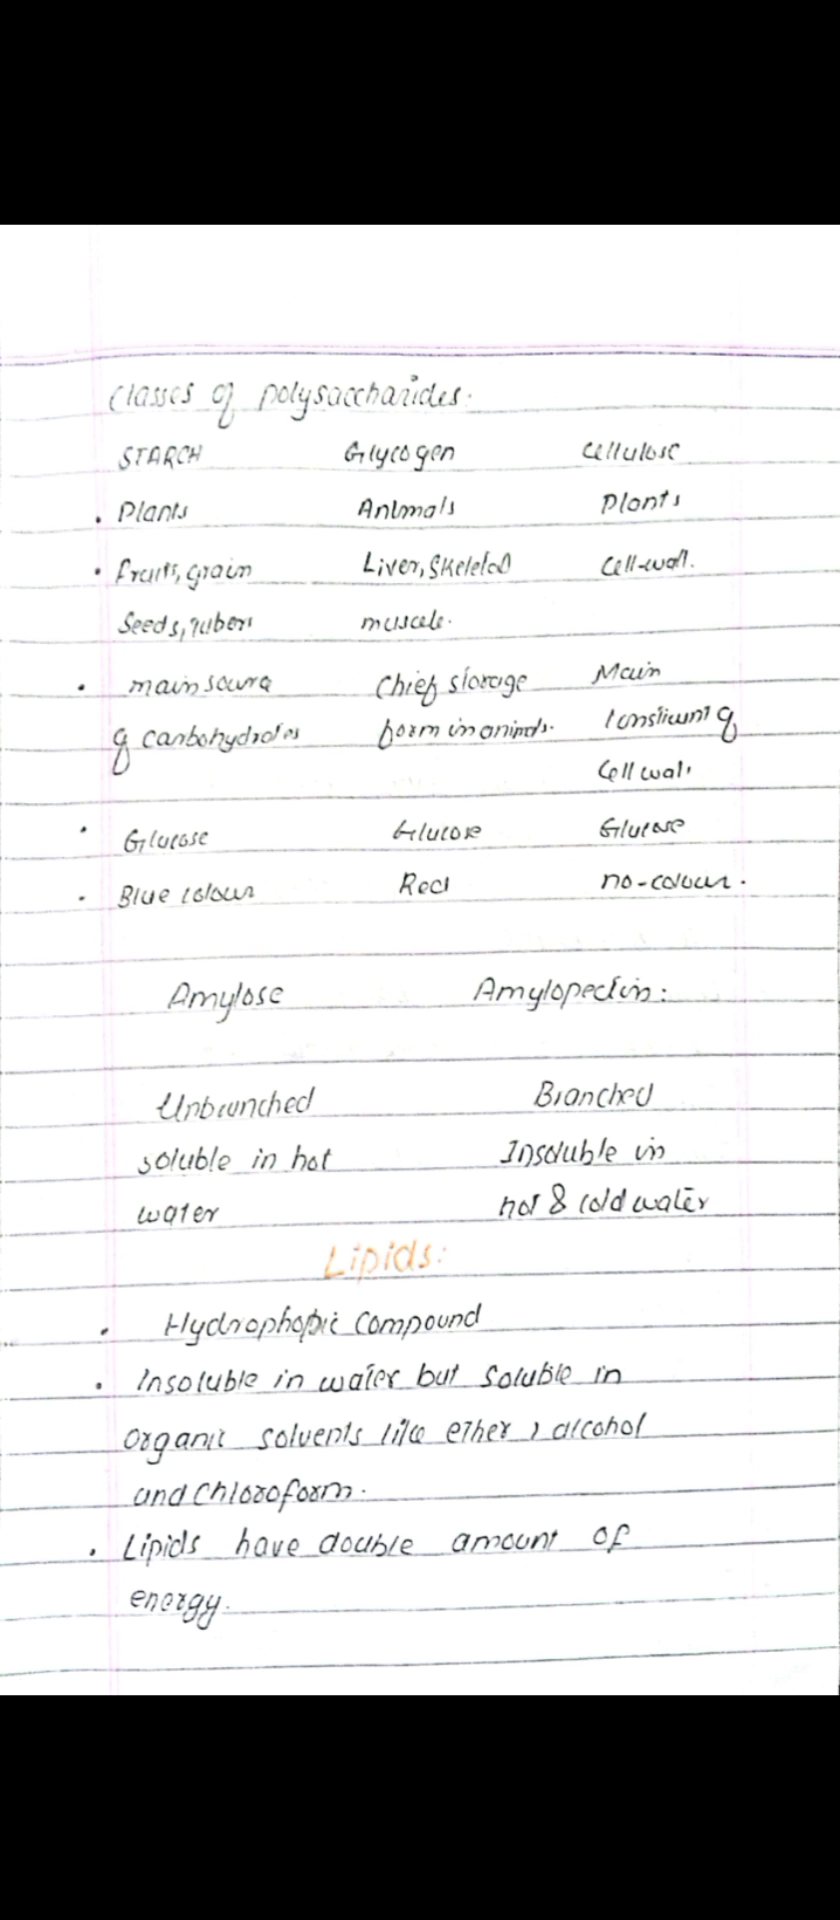 Classes of polysaccharides.
STARCH Glycogen Cellulose
• Plants Animals Plants
• fruits, grain Liver, Skeletal Cell-wall.
Seeds, Tubers muscele.
• main source Chief storage Main
of carbohydrates form in animals. constituent of
Cell wall
• Glucose Glucose Glucose
• Blue colour Red no-colour.
Amylose Amylopectin:
Unbranched Branched
soluble in hot Insoluble in
water hot & cold water
Lipids:
• Hydrophobic compound
• Insoluble in water but soluble in
organic solvents like ether, alcohol
and Chloroform.
• Lipids have double amount of
energy.